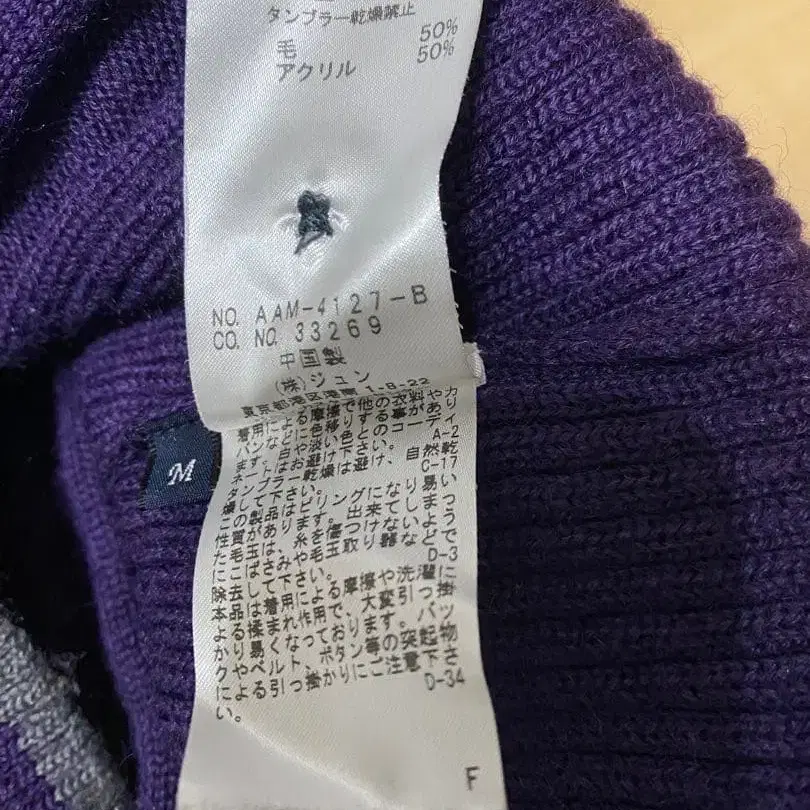 タンブラー乾燥禁止
毛 50%
アクリル 50%
NO. AAM-4127-B
CO. NO. 33269
中国製
(株)ジュン
東京都港区港南 1-8-22
着用による摩擦で他の衣料やカ
バンなどに色移りする事があり
ます。白や淡い色とのコーディ
ネートはお避け下さい。 A-2
タンブラー乾燥は避け、自然乾
燥して下さい。 C-17
この製品はピリングになり易い
性質があります。出来てしまっ
た毛玉は、糸を傷つけないよう
にこばさみや毛玉取り器などで
除去して下さい。 D-3
本品は着用による摩擦や洗濯に
よる揉まれ作用で、大変引っ掛
かり易くなっております。バッ
クやベルト、ボタン等の突起物
による引っ掛かりにご注意下さ
い。 D-34
F
M